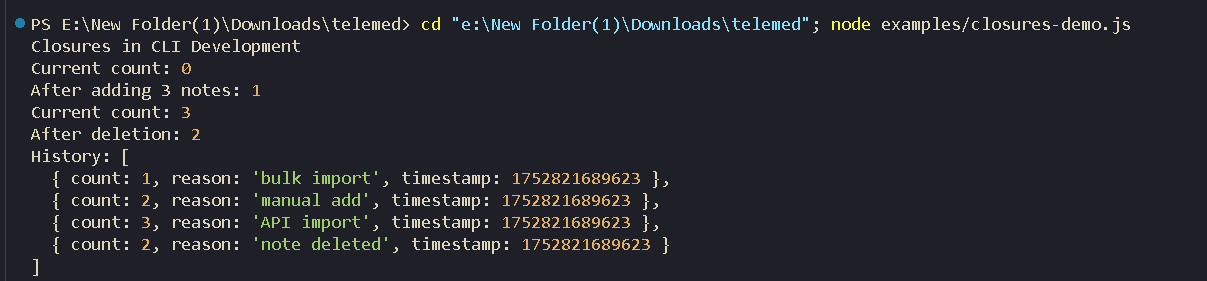 PS E:\New Folder(1)\Downloads\telemed> cd "e:\New Folder(1)\Downloads\telemed"; node examples/closures-demo.js
Closures in CLI Development
Current count: 0
After adding 3 notes: 1
Current count: 3
After deletion: 2
History: [
  { count: 1, reason: 'bulk import', timestamp: 1752821689623 },
  { count: 2, reason: 'manual add', timestamp: 1752821689623 },
  { count: 3, reason: 'API import', timestamp: 1752821689623 },
  { count: 2, reason: 'note deleted', timestamp: 1752821689623 }
]